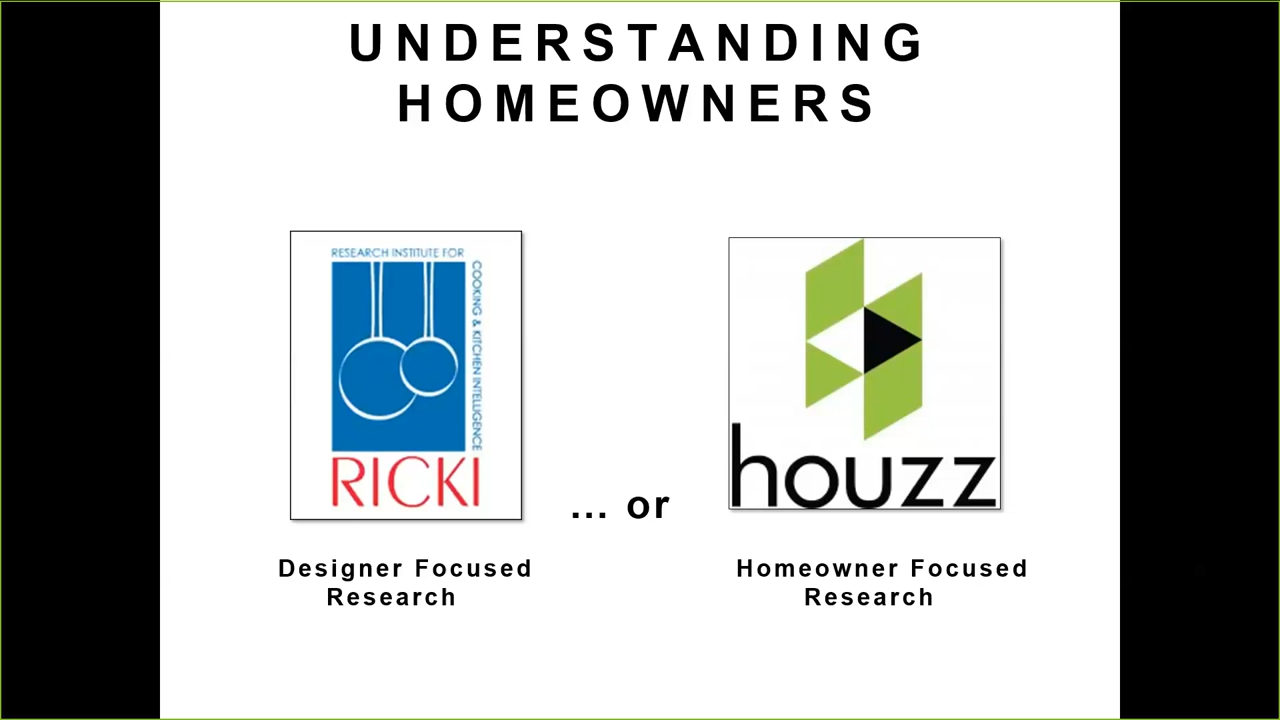 UNDERSTANDING
HOMEOWNERS
RESEARCH INSTITUTE FOR
COOKING & KITCHEN INTELLIGENCE
RICKI
... or
houzz
Designer Focused
Research
Homeowner Focused
Research